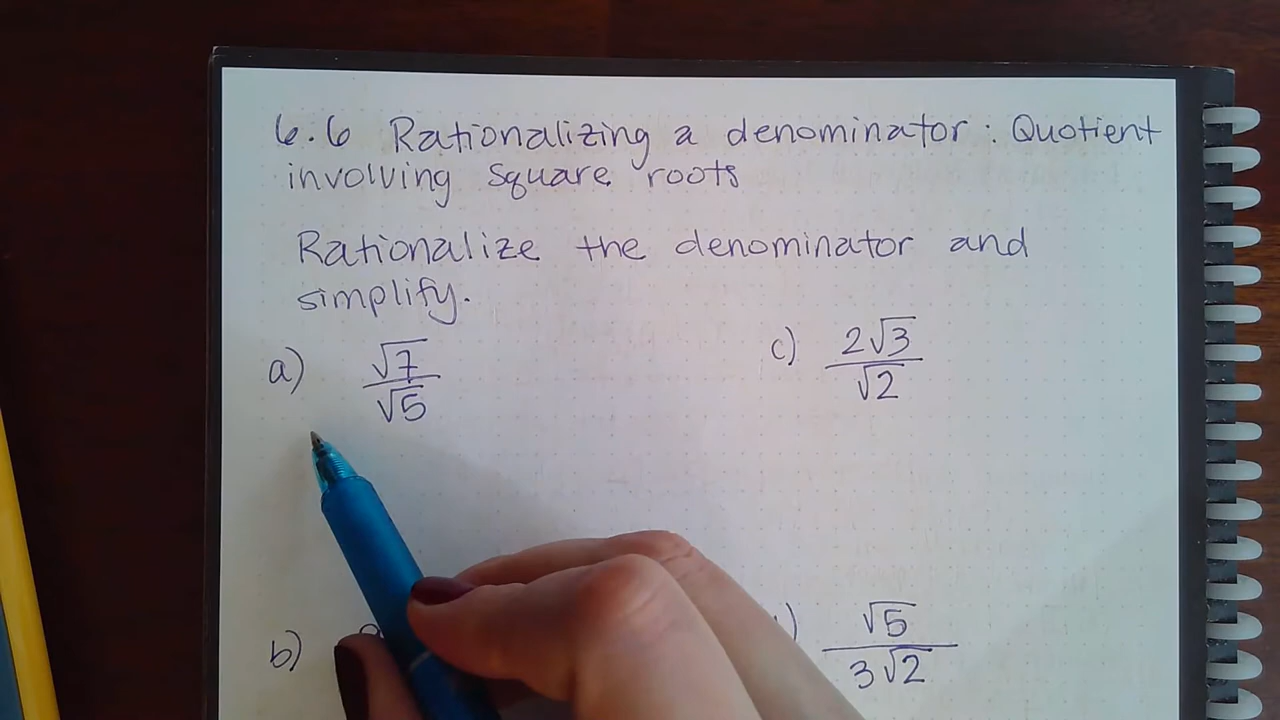 6.6 Rationalizing a denominator: Quotient
involving square roots
Rationalize the denominator and
simplify.
a) √7/√5
c) 2√3/√2
b)
√5/(3√2)